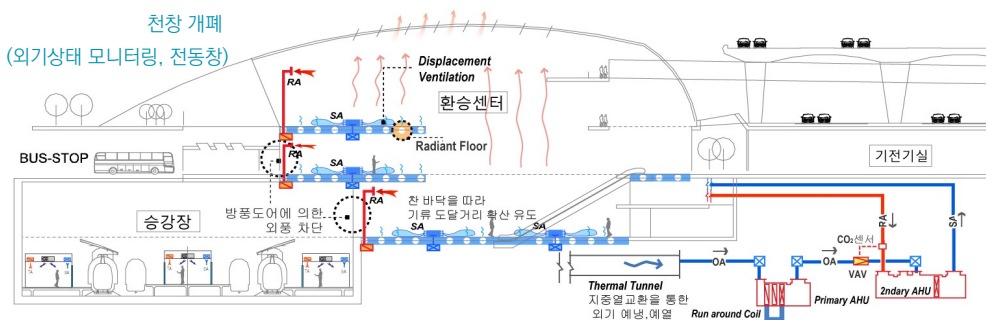 천창 개폐
(외기상태 모니터링, 전동창)
Displacement
Ventilation
RA
환승센터
SA
Radiant Floor
BUS-STOP
RA
SA
기전기실
방풍도어에 의한
외풍 차단
RA
찬 바닥을 따라
기류 도달거리 확산 유도
승강장
SA
SA
RA
SA
CO₂센서
OA
OA
VAV
Thermal Tunnel
지중열교환을 통한
외기 예냉,예열
Run around Coil
Primary AHU
2ndary AHU